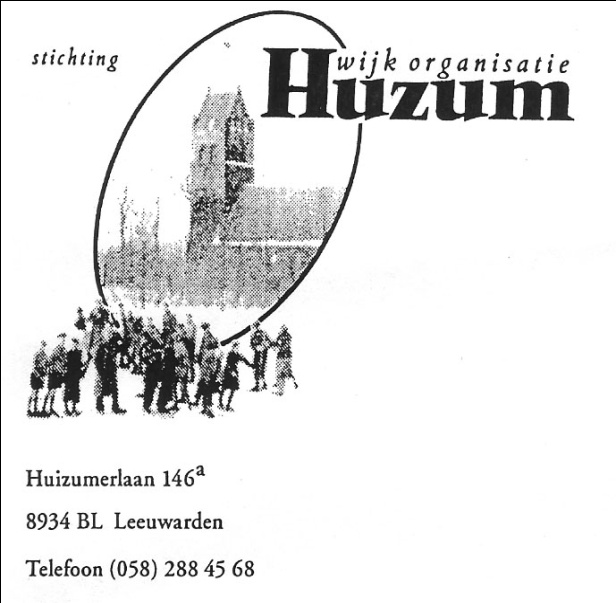 stichting
wijk organisatie
Huzum
Huizumerlaan 146a
8934 BL Leeuwarden
Telefoon (058) 288 45 68